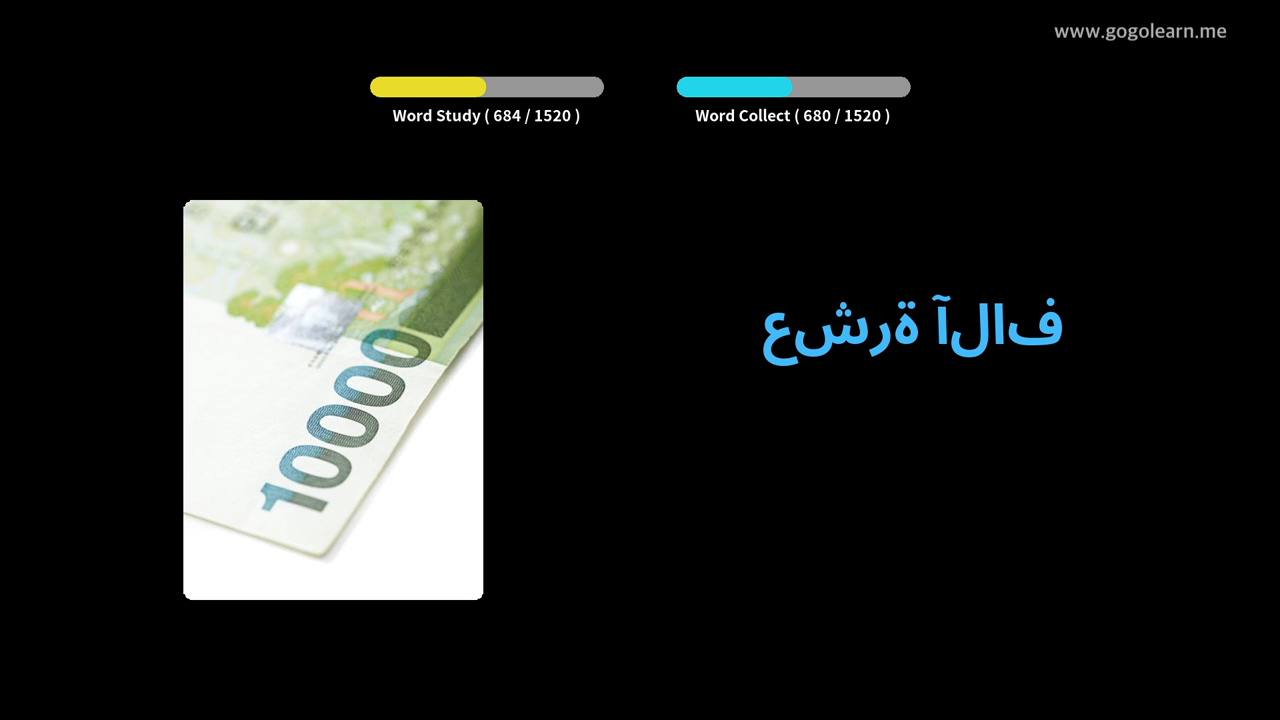 www.gogolearn.me
Word Study ( 684 / 1520 )
Word Collect ( 680 / 1520 )
10000
عشرة آلاف